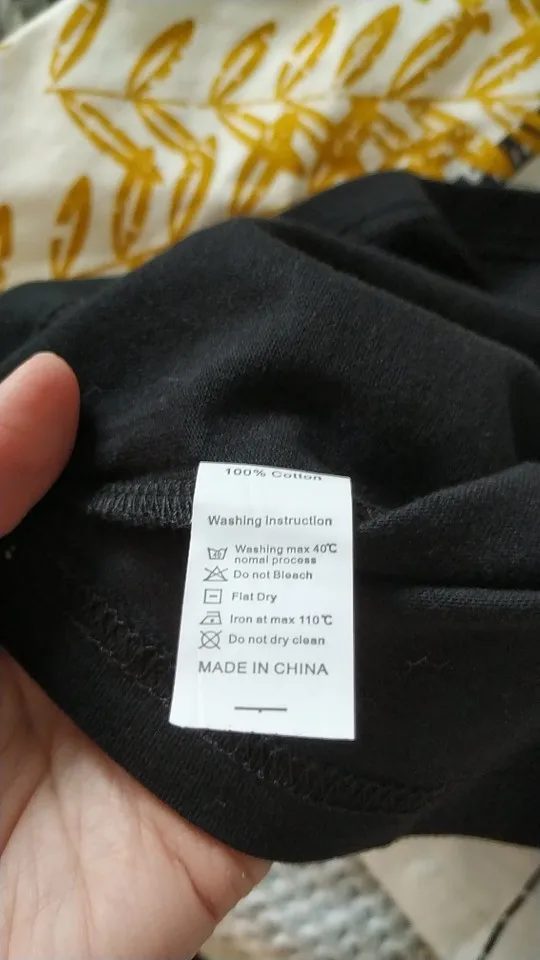 100% Cotton
Washing instruction
Washing max 40℃
nomal process
Do not Bleach
Flat Dry
Iron at max 110℃
Do not dry clean
MADE IN CHINA